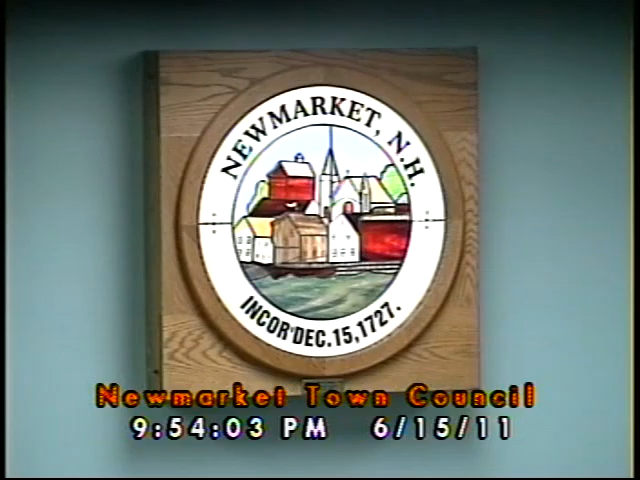 NEWMARKET, N.H.
INCOR DEC. 15, 1727.
Newmarket Town Council
9:54:03 PM 6/15/11